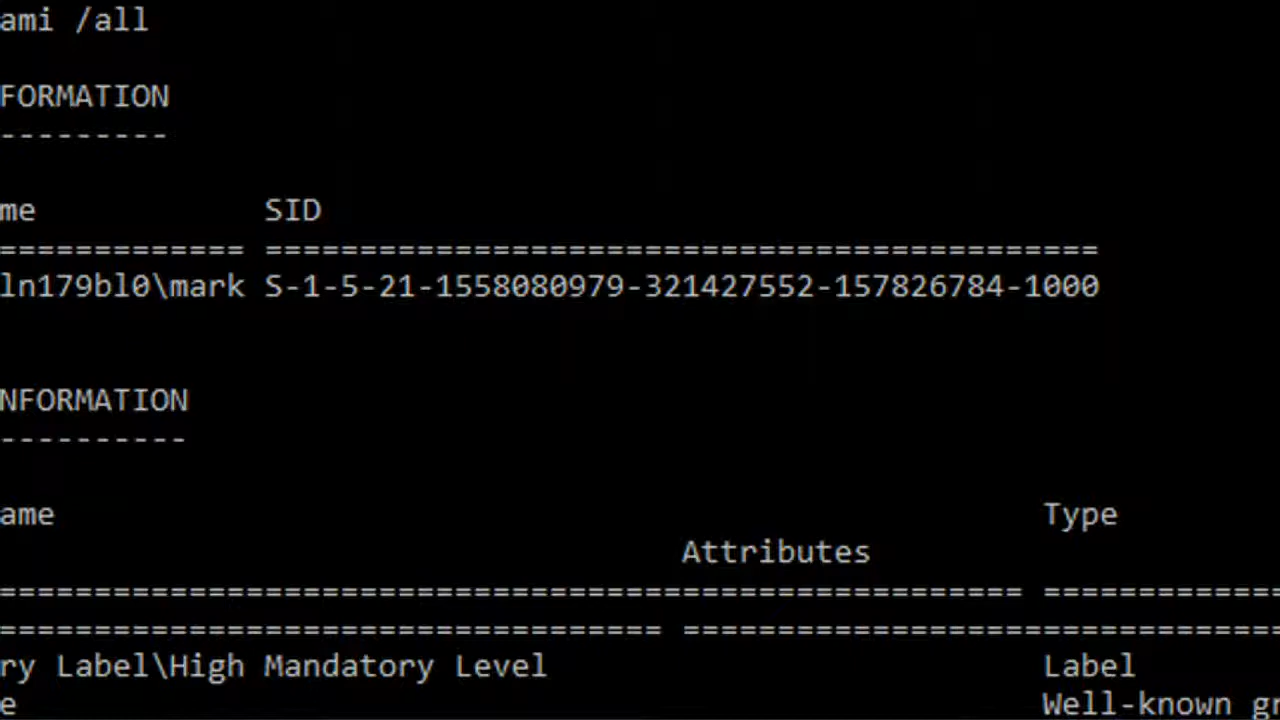 ami /all
FORMATION
---------
me SID
============= ============================================
ln179bl0\mark S-1-5-21-1558080979-321427552-157826784-1000
NFORMATION
----------
ame Type
Attributes
====================================================== =============
=================================== ================================
ry Label\High Mandatory Level Label
e Well-known gr